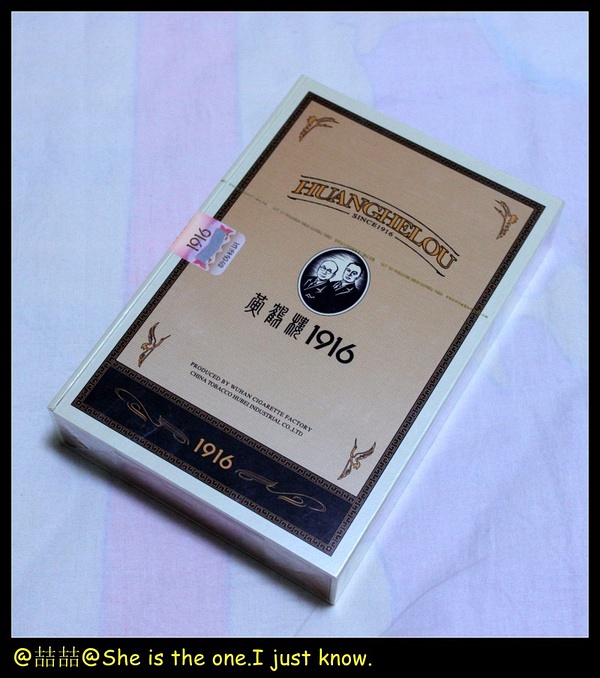 HUANGHELOU
SINCE1916
1916
黄鹤楼1916
PRODUCED BY WUHAN CIGARETTE FACTORY
CHINA TOBACCO HUBEI INDUSTRIAL CO.,LTD
1916
@喆喆@She is the one.I just know.